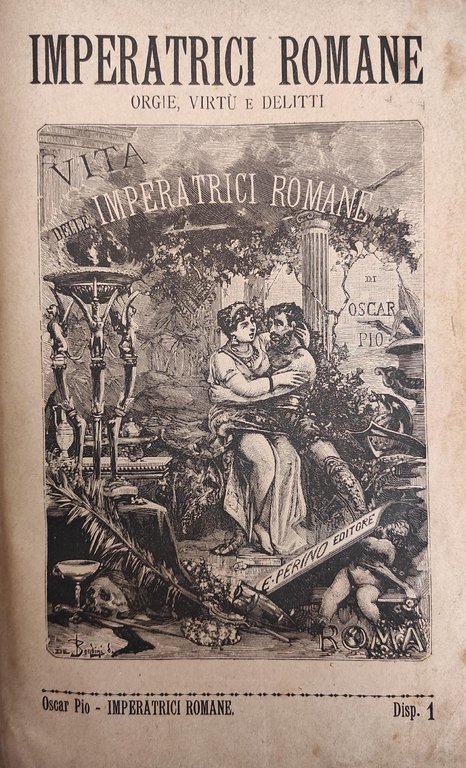 IMPERATRICI ROMANE
ORGIE, VIRTÙ E DELITTI
VITA
DELLE IMPERATRICI ROMANE
DI
OSCAR
PIO
E. PERINO EDITORE
ROMA
Oscar Pio - IMPERATRICI ROMANE.
Disp. 1